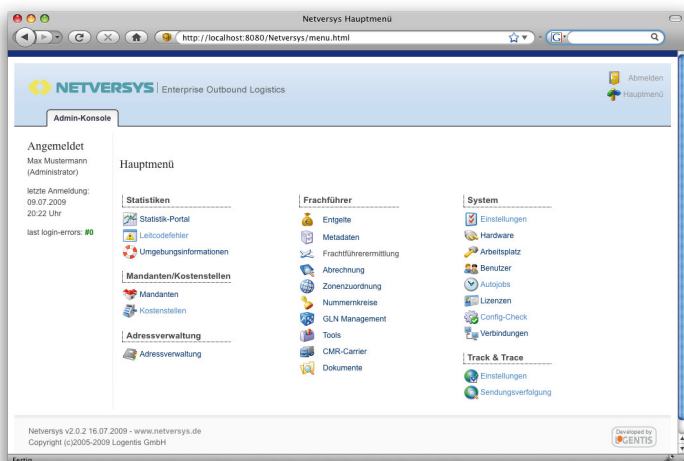 Netversys Hauptmenü
http://localhost:8080/Netversys/menu.html
G
NETVERSYS Enterprise Outbound Logistics
Abmelden
Hauptmenü
Admin-Konsole
Angemeldet
Max Mustermann
(Administrator)
letzte Anmeldung:
09.07.2009
20:22 Uhr
last login-errors: #0
Hauptmenü
Statistiken
Statistik-Portal
Leitcodefehler
Umgebungsinformationen
Mandanten/Kostenstellen
Mandanten
Kostenstellen
Adressverwaltung
Adressverwaltung
Frachführer
Entgelte
Metadaten
Frachtführerermittlung
Abrechnung
Zonenzuordnung
Nummernkreise
GLN Management
Tools
CMR-Carrier
Dokumente
System
Einstellungen
Hardware
Arbeitsplatz
Benutzer
Autojobs
Lizenzen
Config-Check
Verbindungen
Track & Trace
Einstellungen
Sendungsverfolgung
Netversys v2.0.2 16.07.2009 - www.netversys.de
Copyright (c)2005-2009 Logentis GmbH
Developed by
LOGENTIS
Fertig